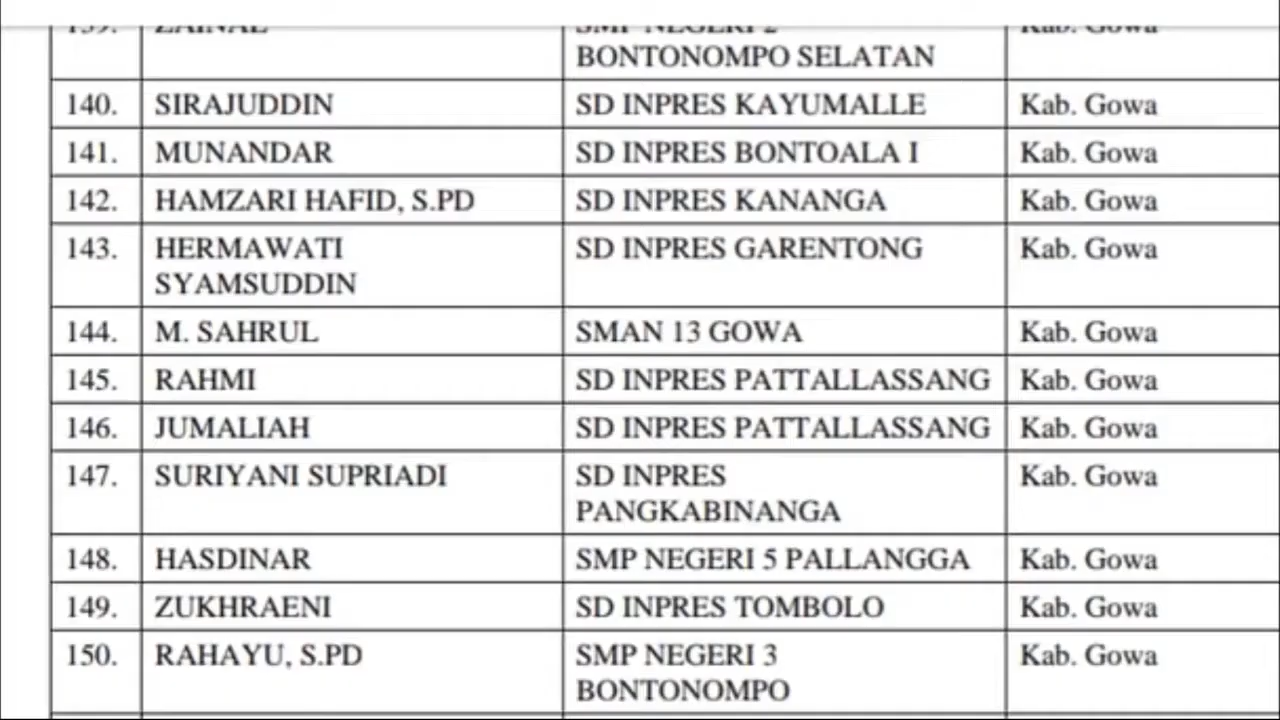 139. ZAINAL SMP NEGERI 2 Kab. Gowa
BONTONOMPO SELATAN
140. SIRAJUDDIN SD INPRES KAYUMALLE Kab. Gowa
141. MUNANDAR SD INPRES BONTOALA I Kab. Gowa
142. HAMZARI HAFID, S.PD SD INPRES KANANGA Kab. Gowa
143. HERMAWATI SD INPRES GARENTONG Kab. Gowa
SYAMSUDDIN
144. M. SAHRUL SMAN 13 GOWA Kab. Gowa
145. RAHMI SD INPRES PATTALLASSANG Kab. Gowa
146. JUMALIAH SD INPRES PATTALLASSANG Kab. Gowa
147. SURIYANI SUPRIADI SD INPRES Kab. Gowa
PANGKABINANGA
148. HASDINAR SMP NEGERI 5 PALLANGGA Kab. Gowa
149. ZUKHRAENI SD INPRES TOMBOLO Kab. Gowa
150. RAHAYU, S.PD SMP NEGERI 3 Kab. Gowa
BONTONOMPO